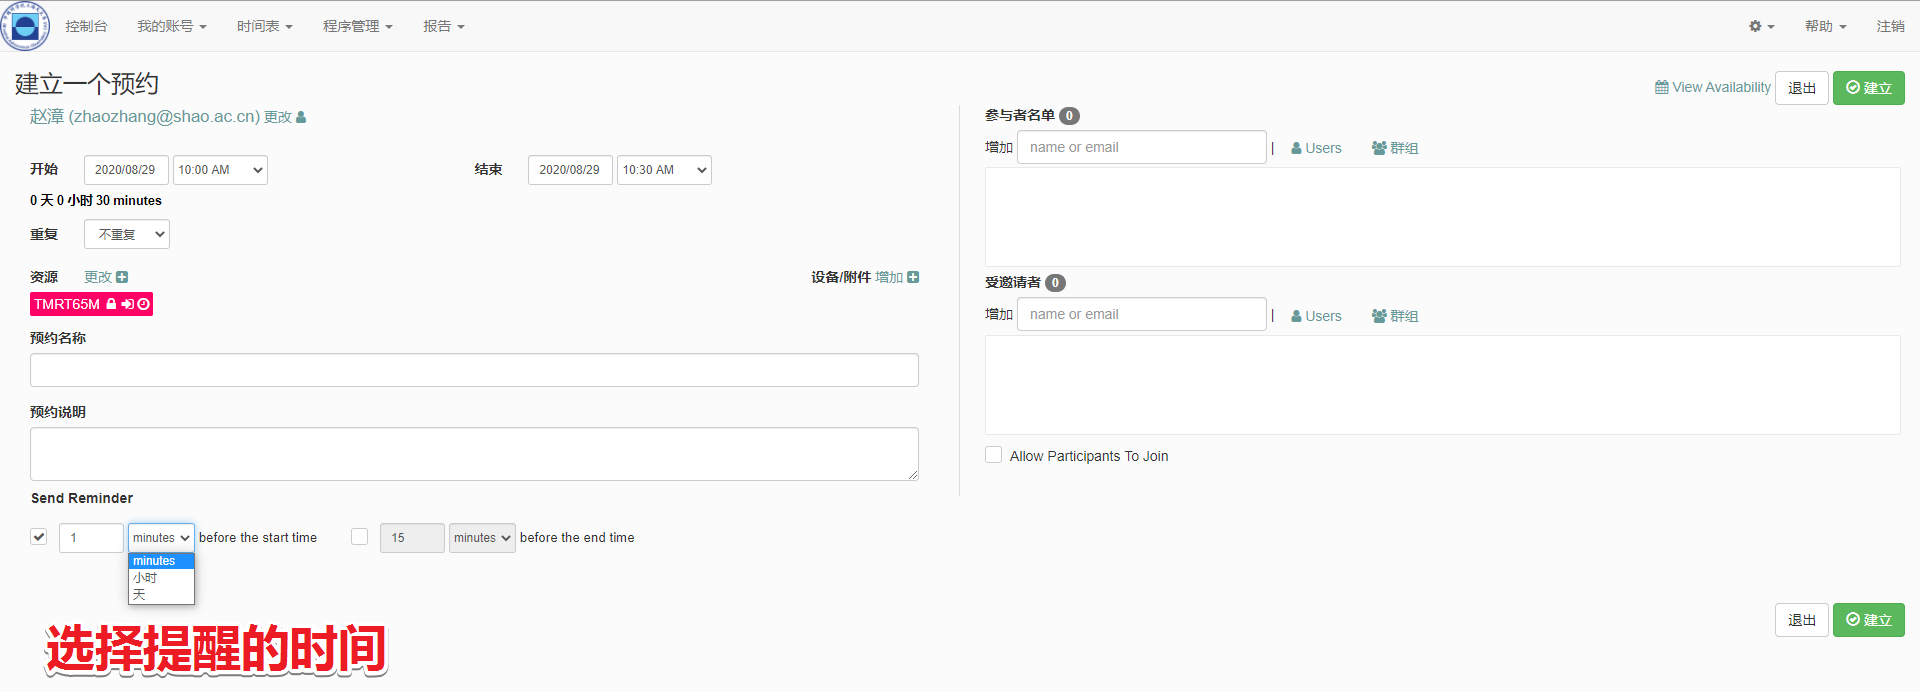 控制台 我的账号 时间表 程序管理 报告 帮助 注销
建立一个预约
View Availability 退出 建立
赵漳 (zhaozhang@shao.ac.cn) 更改
开始 2020/08/29 10:00 AM 结束 2020/08/29 10:30 AM
0 天 0 小时 30 minutes
重复 不重复
资源 更改 设备/附件 增加
TMRT65M
预约名称
预约说明
Send Reminder
1 minutes before the start time 15 minutes before the end time
minutes
小时
天
选择提醒的时间
参与者名单 0
增加 name or email | Users 群组
受邀请者 0
增加 name or email | Users 群组
Allow Participants To Join
退出 建立